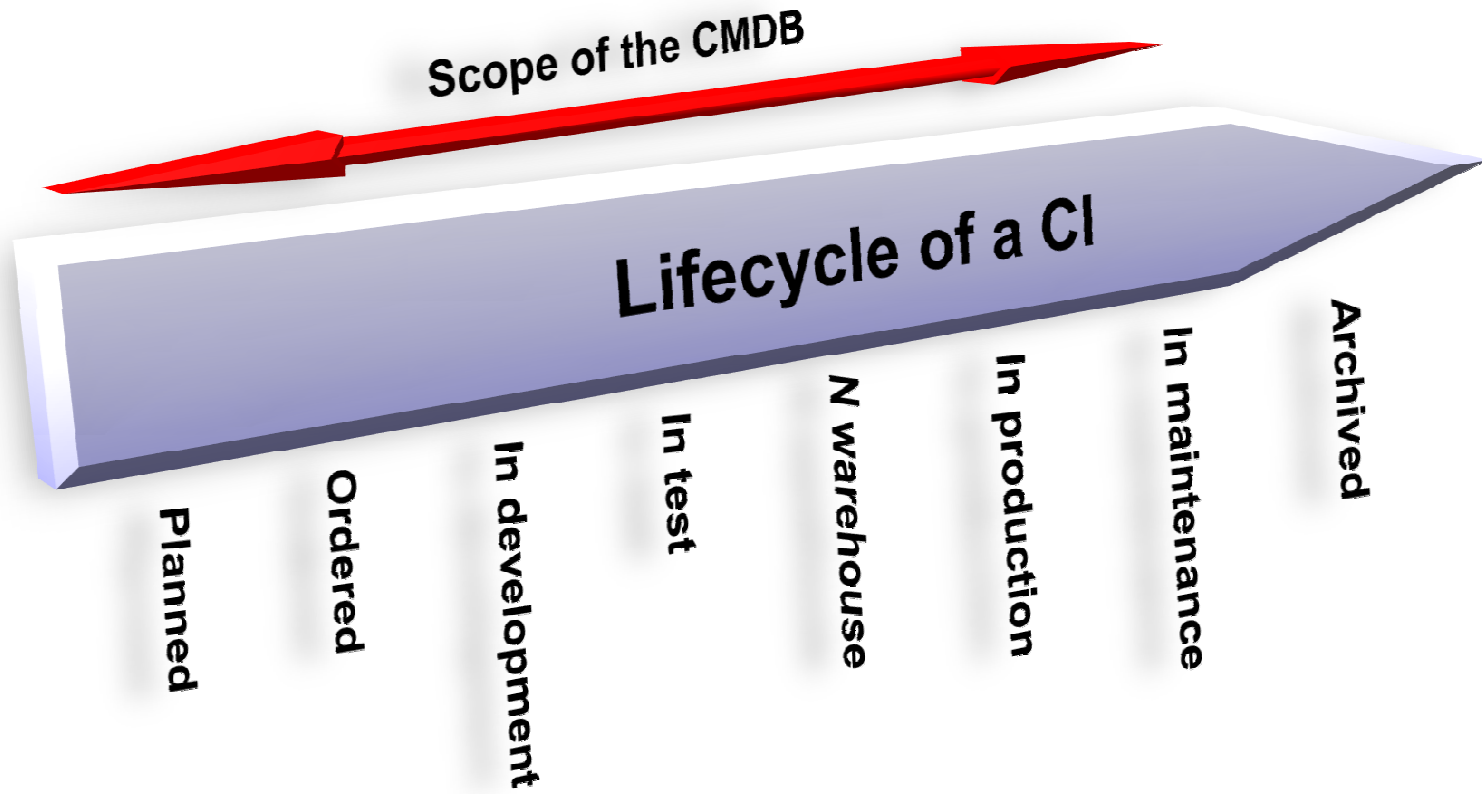 Scope of the CMDB
Lifecycle of a CI
Planned
Ordered
In development
In test
N warehouse
In production
In maintenance
Archived